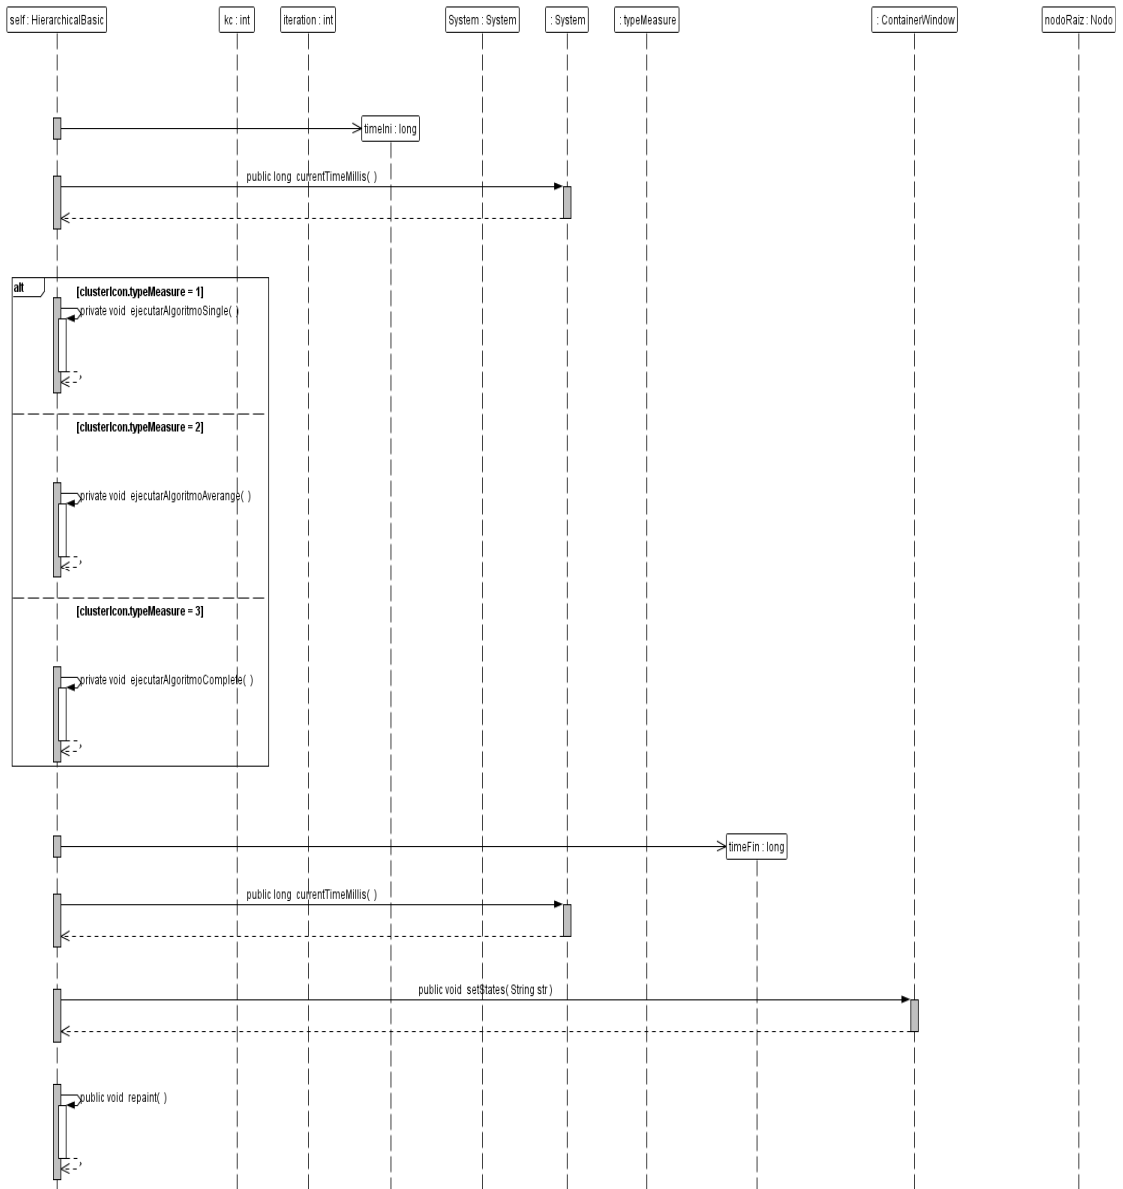 self : HierarchicalBasic
kc : int
iteration : int
System : System
: System
: typeMeasure
: ContainerWindow
nodoRaiz : Nodo
timeIni : long
public long currentTimeMillis( )
alt
[clusterIcon.typeMeasure = 1]
private void ejecutarAlgoritmoSingle( )
[clusterIcon.typeMeasure = 2]
private void ejecutarAlgoritmoAverange( )
[clusterIcon.typeMeasure = 3]
private void ejecutarAlgoritmoComplete( )
timeFin : long
public long currentTimeMillis( )
public void setStates( String str )
public void repaint( )